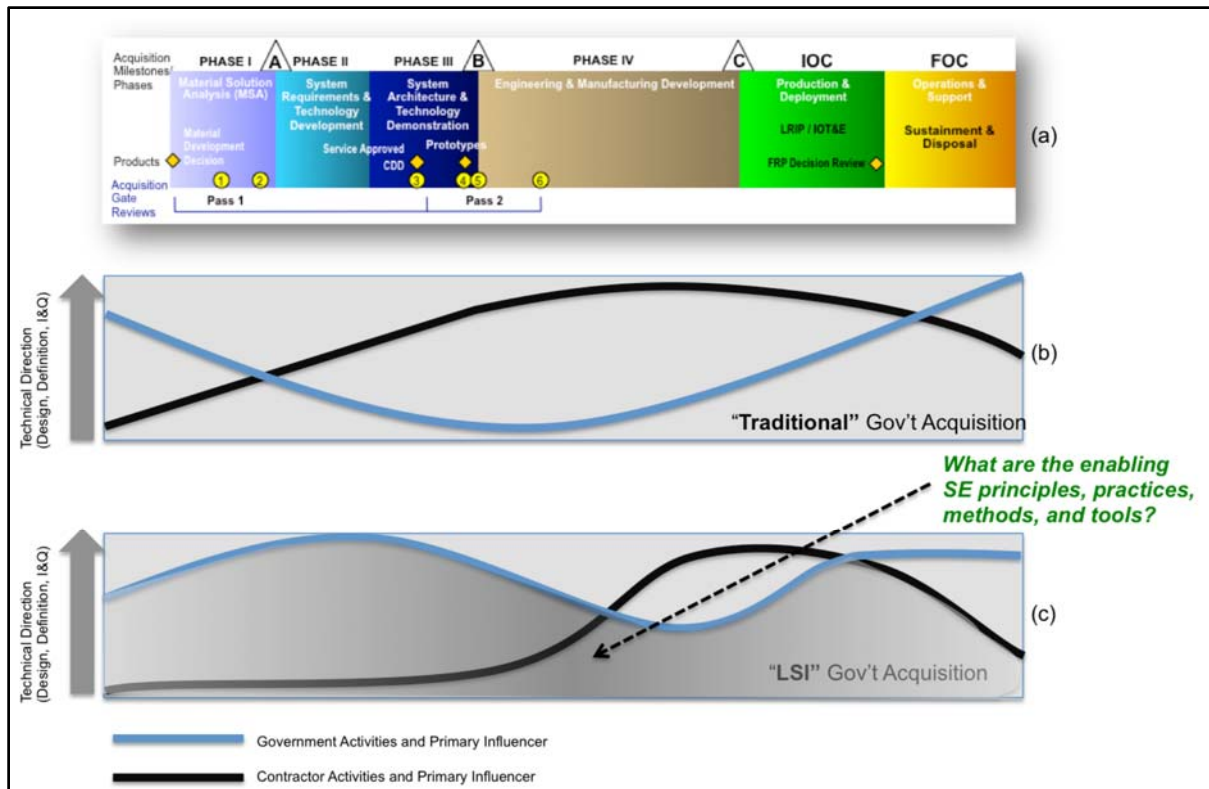 Acquisition
Milestones/
Phases
PHASE I
A
PHASE II
PHASE III
B
PHASE IV
C
IOC
FOC
Material Solution
Analysis (MSA)
System
Requirements &
Technology
Development
System
Architecture &
Technology
Demonstration
Engineering & Manufacturing Development
Production &
Deployment
Operations &
Support
Material
Development
Decision
Service Approved
CDD
Prototypes
LRIP / IOT&E
FRP Decision Review
Sustainment &
Disposal
(a)
Products
Acquisition
Gate
Reviews
1
2
3
4
5
6
Pass 1
Pass 2
Technical Direction
(Design, Definition, I&Q)
(b)
“Traditional” Gov’t Acquisition
What are the enabling
SE principles, practices,
methods, and tools?
Technical Direction
(Design, Definition, I&Q)
(c)
“LSI” Gov’t Acquisition
Government Activities and Primary Influencer
Contractor Activities and Primary Influencer